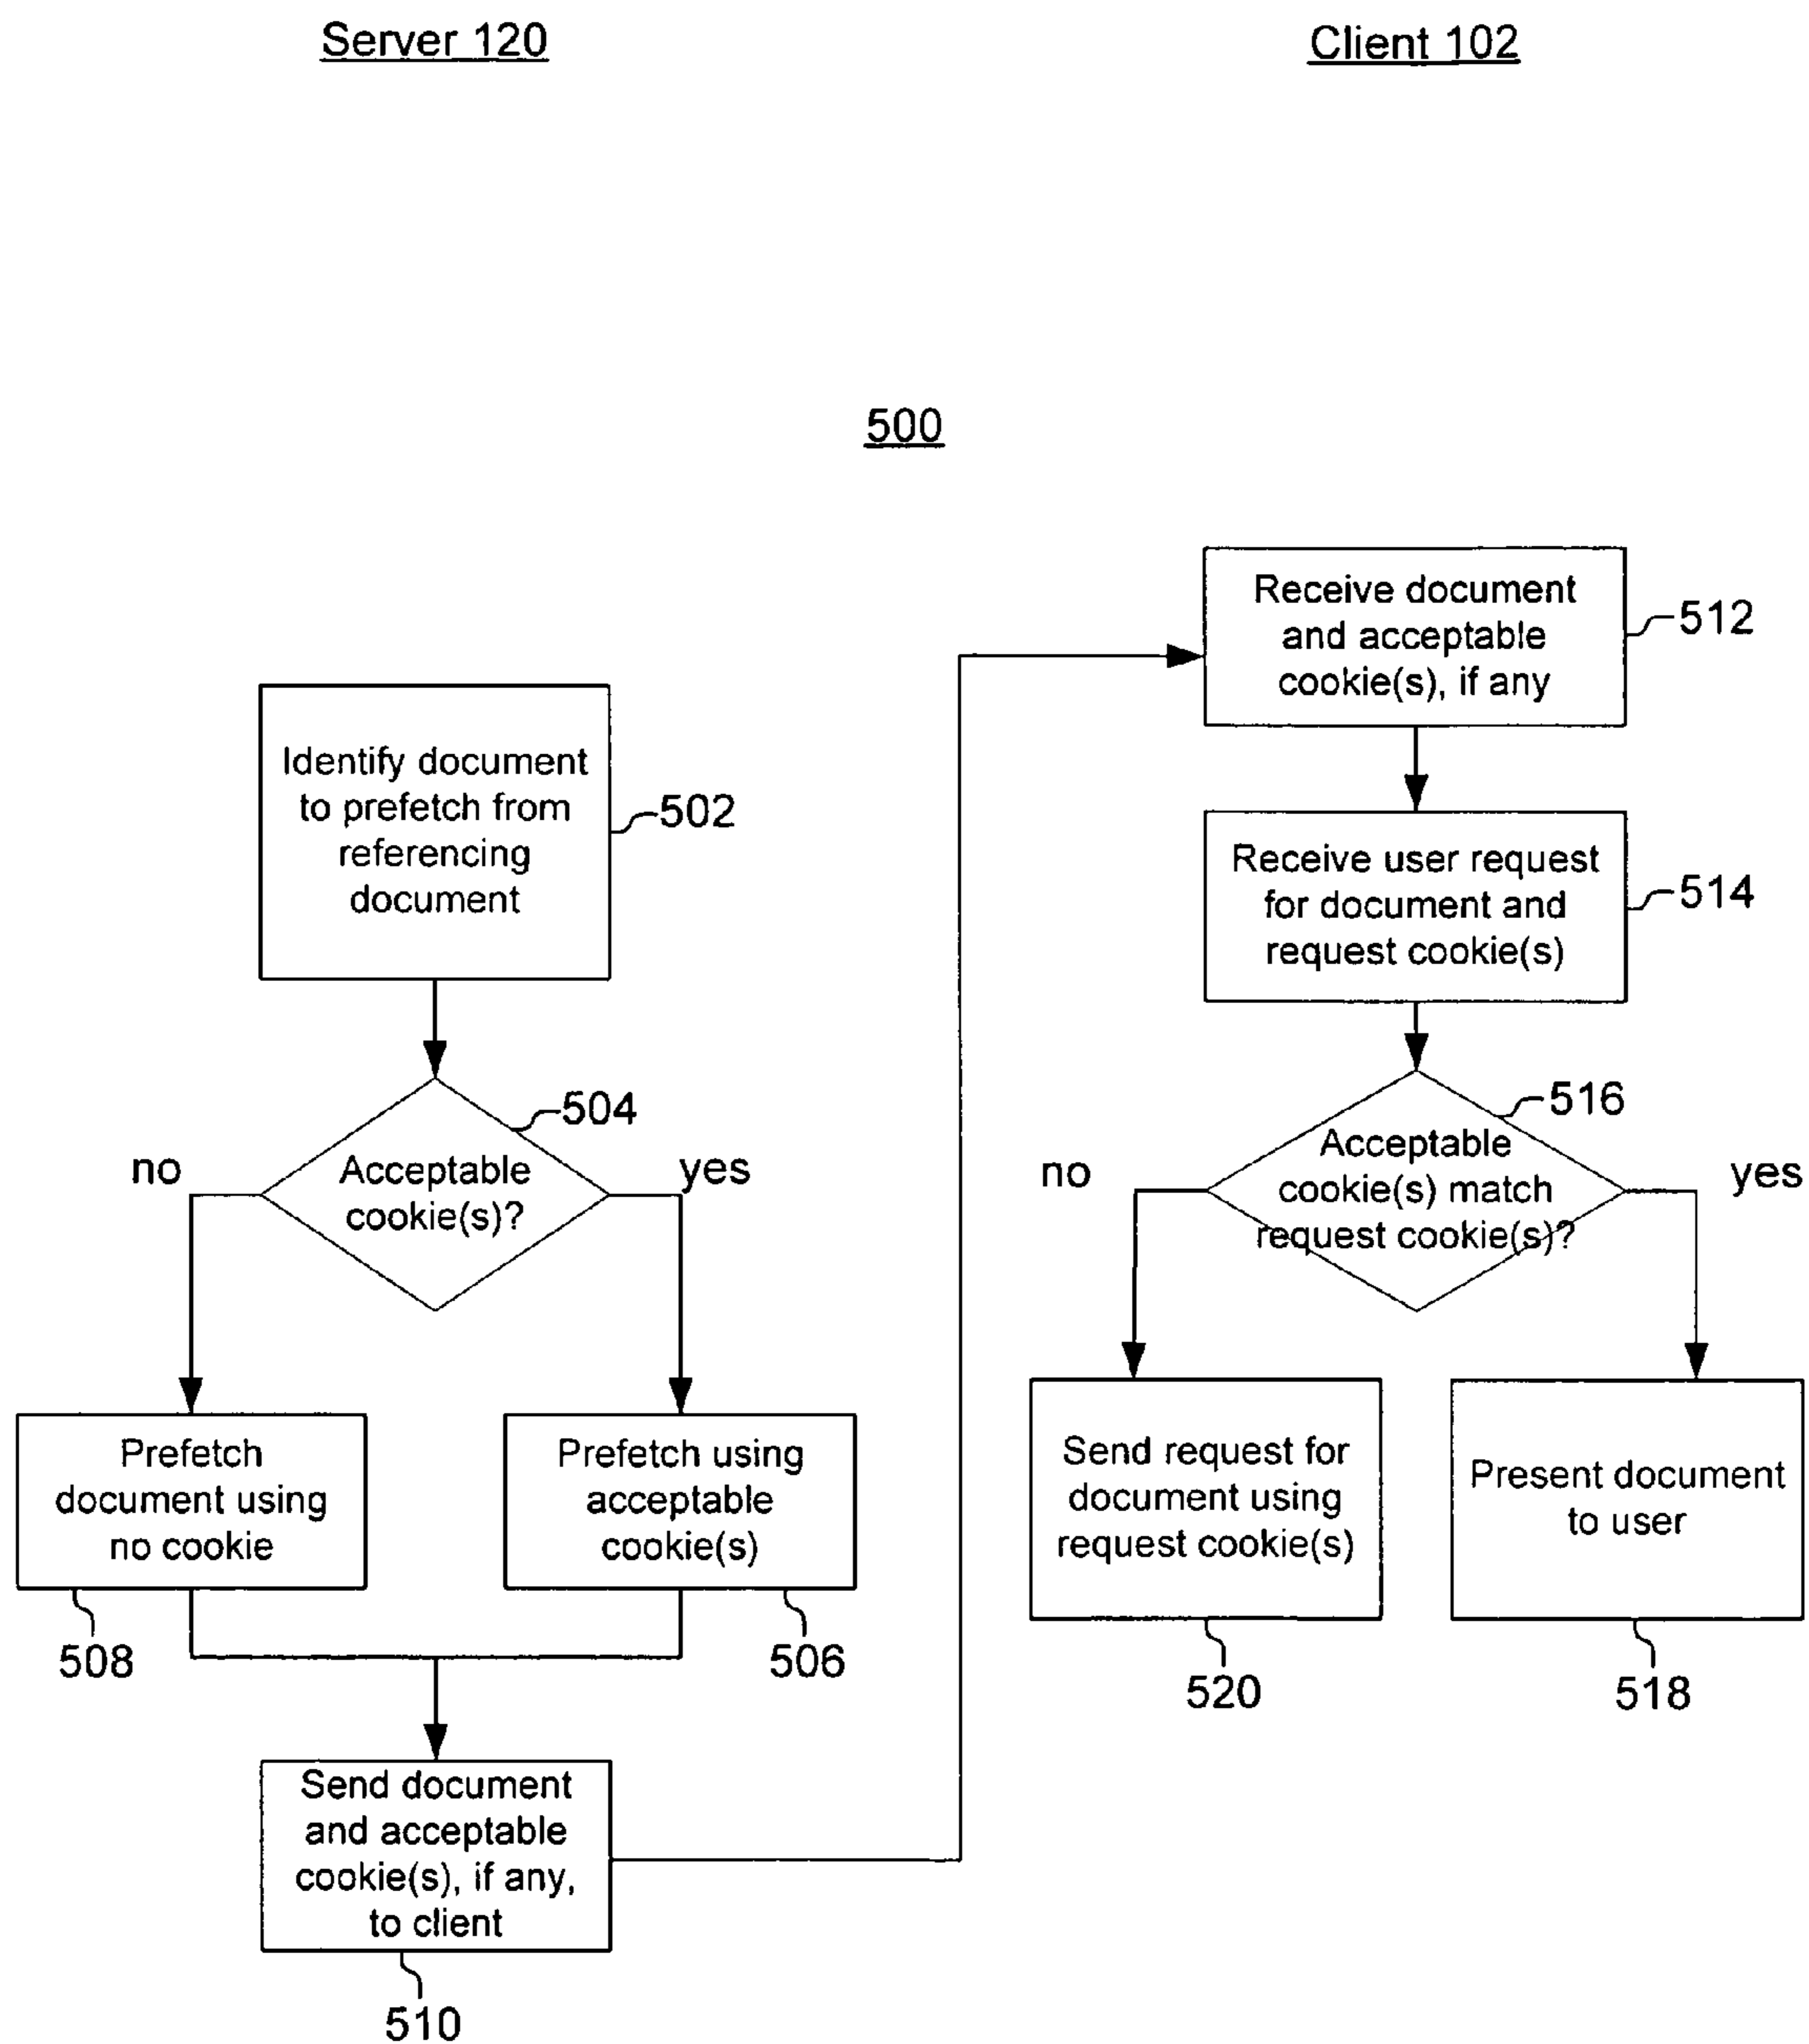 Server 120
Client 102
500
Identify document
to prefetch from
referencing
document
502
504
Acceptable
cookie(s)?
no
yes
Prefetch
document using
no cookie
508
Prefetch using
acceptable
cookie(s)
506
Send document
and acceptable
cookie(s), if any,
to client
510
Receive document
and acceptable
cookie(s), if any
512
Receive user request
for document and
request cookie(s)
514
516
Acceptable
cookie(s) match
request cookie(s)?
no
yes
Send request for
document using
request cookie(s)
520
Present document
to user
518